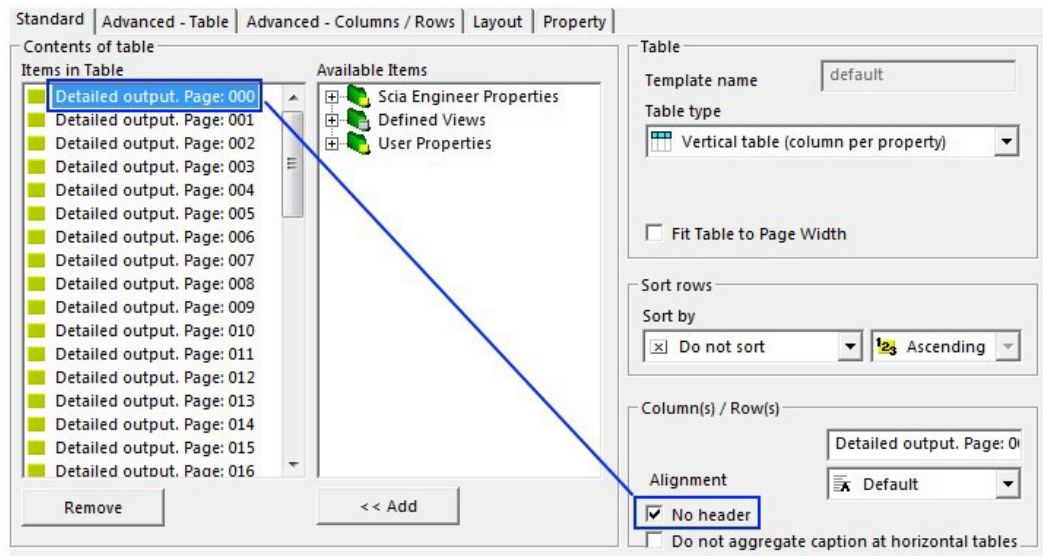 Standard
Advanced - Table
Advanced - Columns / Rows
Layout
Property
Contents of table
Items in Table
Detailed output. Page: 000
Detailed output. Page: 001
Detailed output. Page: 002
Detailed output. Page: 003
Detailed output. Page: 004
Detailed output. Page: 005
Detailed output. Page: 006
Detailed output. Page: 007
Detailed output. Page: 008
Detailed output. Page: 009
Detailed output. Page: 010
Detailed output. Page: 011
Detailed output. Page: 012
Detailed output. Page: 013
Detailed output. Page: 014
Detailed output. Page: 015
Detailed output. Page: 016
Remove
Available Items
Scia Engineer Properties
Defined Views
User Properties
<< Add
Table
Template name
default
Table type
Vertical table (column per property)
Fit Table to Page Width
Sort rows
Sort by
Do not sort
123 Ascending
Column(s) / Row(s)
Detailed output. Page: 0
Alignment
Default
No header
Do not aggregate caption at horizontal tables